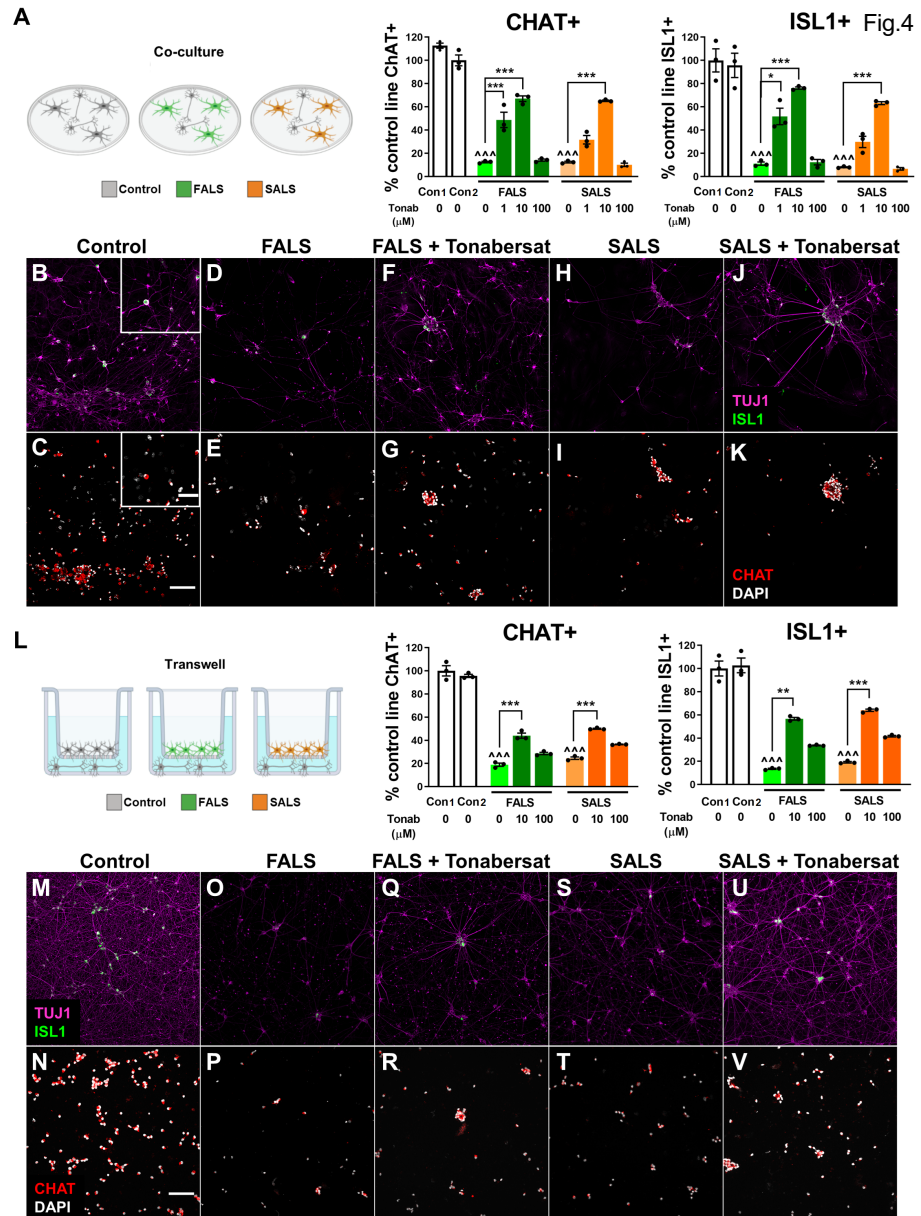 Fig.4
A
Co-culture
Control FALS SALS
CHAT+
% control line ChAT+
120
100
80
60
40
20
0
^^^ *** *** ^^^ ***
Con1 Con2 FALS SALS
Tonab 0 0 0 1 10 100 0 1 10 100
(μM)
ISL1+
% control line ISL1+
120
100
80
60
40
20
0
^^^ * *** ^^^ ***
Con1 Con2 FALS SALS
Tonab 0 0 0 1 10 100 0 1 10 100
(μM)
Control FALS FALS + Tonabersat SALS SALS + Tonabersat
B D F H J
TUJ1
ISL1
C E G I K
CHAT
DAPI
L
Transwell
Control FALS SALS
CHAT+
% control line ChAT+
120
100
80
60
40
20
0
^^^ *** ^^^ ***
Con1 Con2 FALS SALS
Tonab 0 0 0 10 100 0 10 100
(μM)
ISL1+
% control line ISL1+
120
100
80
60
40
20
0
^^^ ** ^^^ ***
Con1 Con2 FALS SALS
Tonab 0 0 0 10 100 0 10 100
(μM)
Control FALS FALS + Tonabersat SALS SALS + Tonabersat
M O Q S U
TUJ1
ISL1
N P R T V
CHAT
DAPI